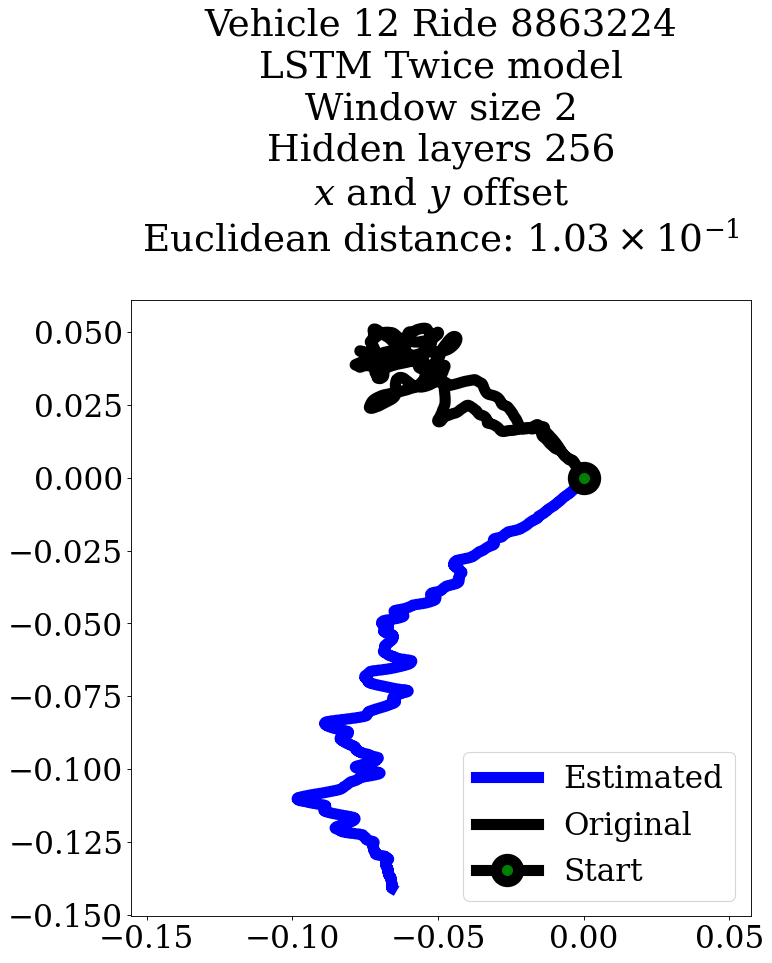 Vehicle 12 Ride 8863224
LSTM Twice model
Window size 2
Hidden layers 256
x and y offset
Euclidean distance: 1.03 × 10⁻¹
0.050
0.025
0.000
−0.025
−0.050
−0.075
−0.100
−0.125
−0.150
Estimated
Original
Start
−0.15
−0.10
−0.05
0.00
0.05